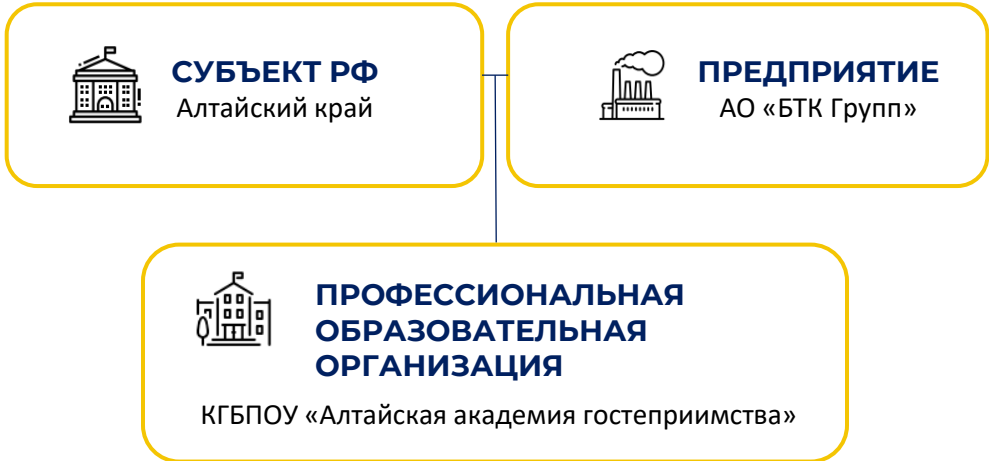 СУБЪЕКТ РФ
Алтайский край
ПРЕДПРИЯТИЕ
АО «БТК Групп»
ПРОФЕССИОНАЛЬНАЯ
ОБРАЗОВАТЕЛЬНАЯ
ОРГАНИЗАЦИЯ
КГБПОУ «Алтайская академия гостеприимства»